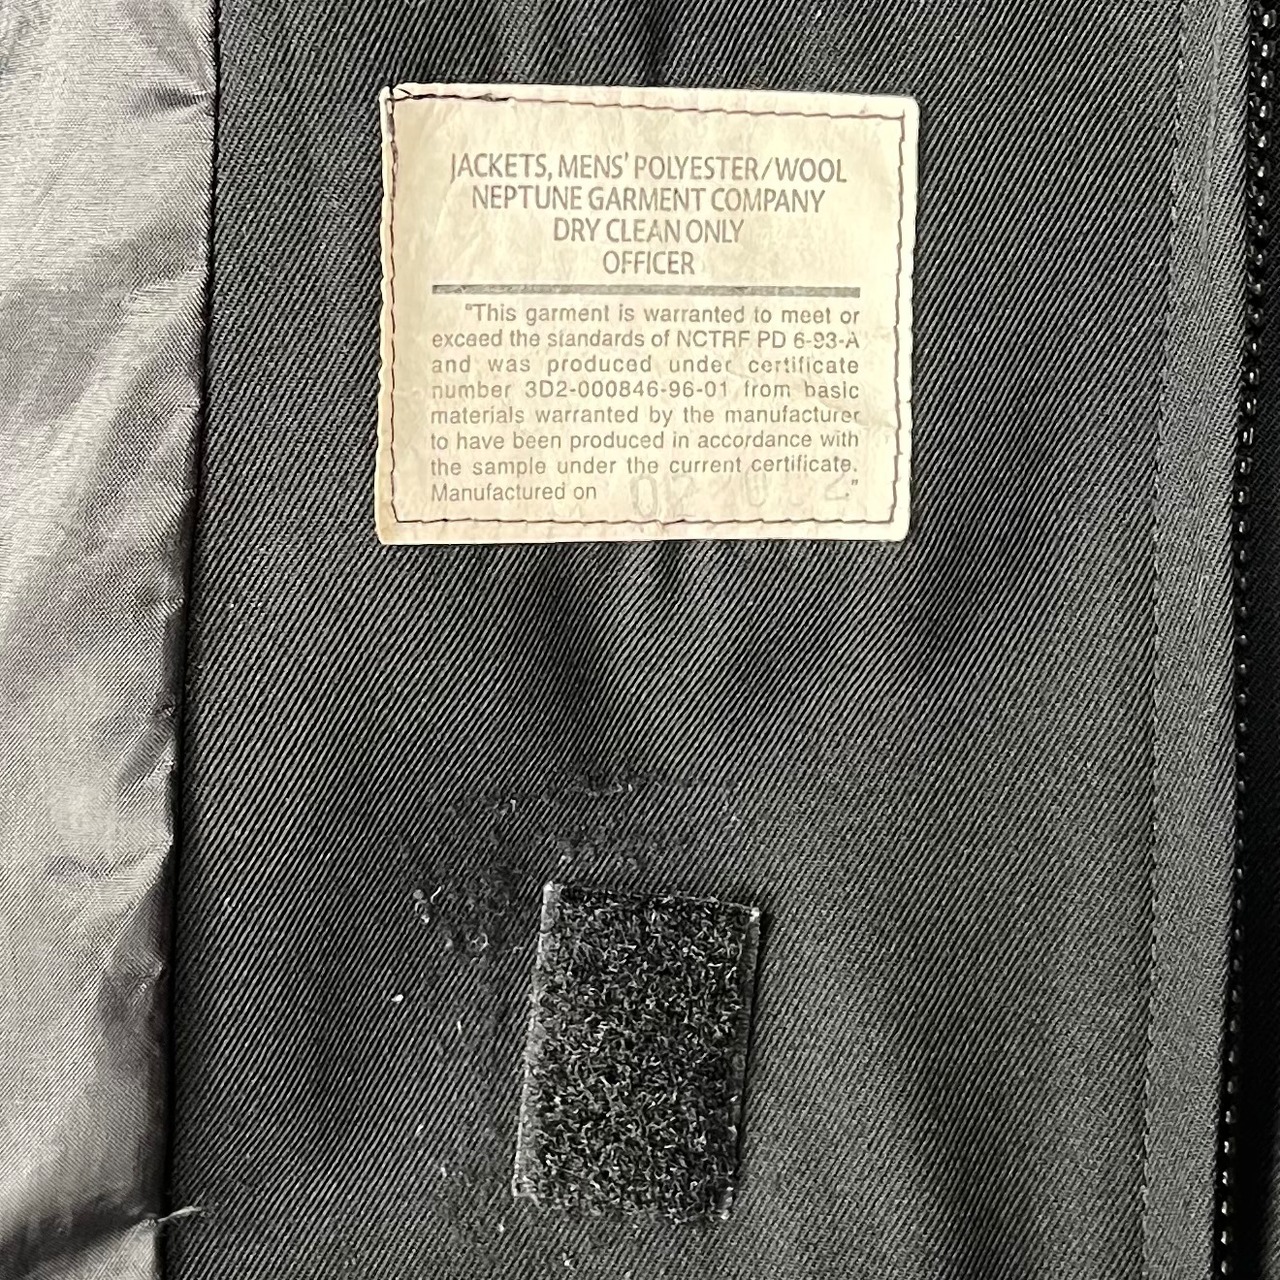 JACKETS, MENS' POLYESTER/WOOL
NEPTUNE GARMENT COMPANY
DRY CLEAN ONLY
OFFICER
"This garment is warranted to meet or
exceed the standards of NCTRF PD 6-93-A
and was produced under certificate
number 3D2-000846-96-01 from basic
materials warranted by the manufacturer
to have been produced in accordance with
the sample under the current certificate.
Manufactured on 02 ."